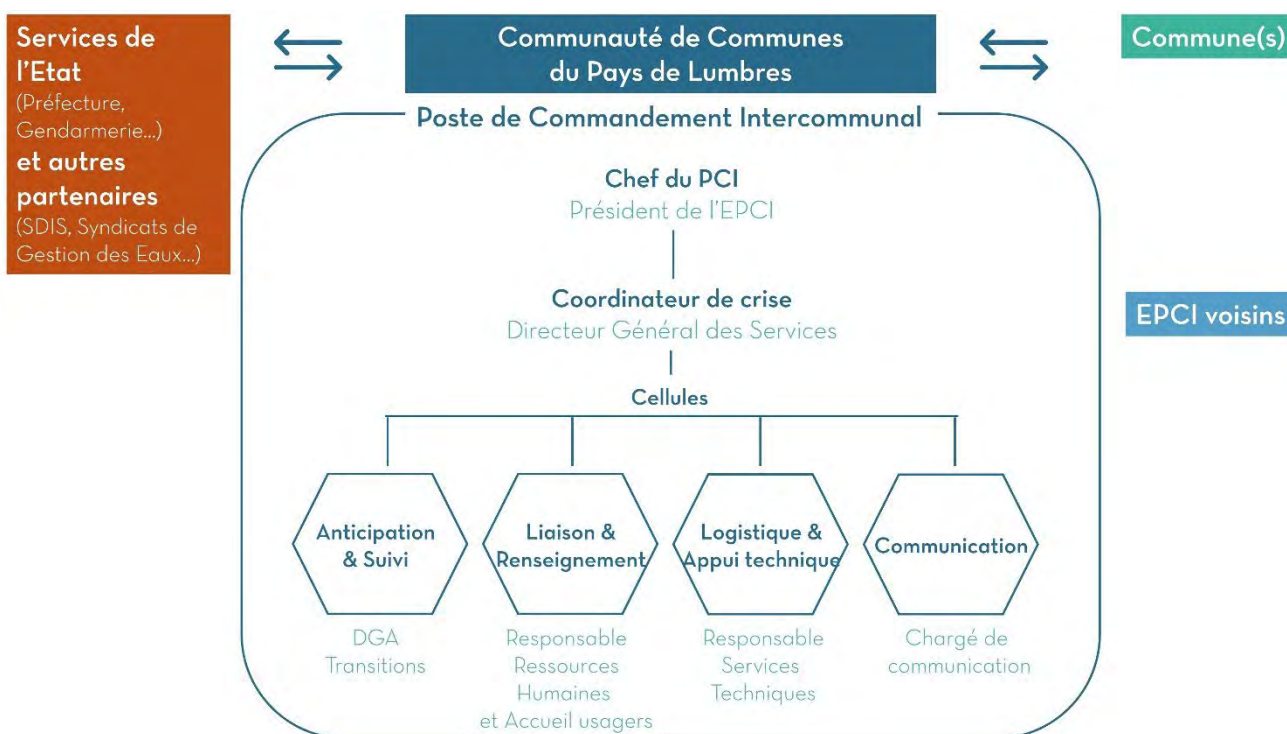 Services de
l'Etat
(Préfecture,
Gendarmerie...)
et autres
partenaires
(SDIS, Syndicats de
Gestion des Eaux...)
Communauté de Communes
du Pays de Lumbres
Commune(s)
EPCI voisins
Poste de Commandement Intercommunal
Chef du PCI
Président de l'EPCI
Coordinateur de crise
Directeur Général des Services
Cellules
Anticipation
& Suivi
DGA
Transitions
Liaison &
Renseignement
Responsable
Ressources
Humaines
et Accueil usagers
Logistique &
Appui technique
Responsable
Services
Techniques
Communication
Chargé de
communication